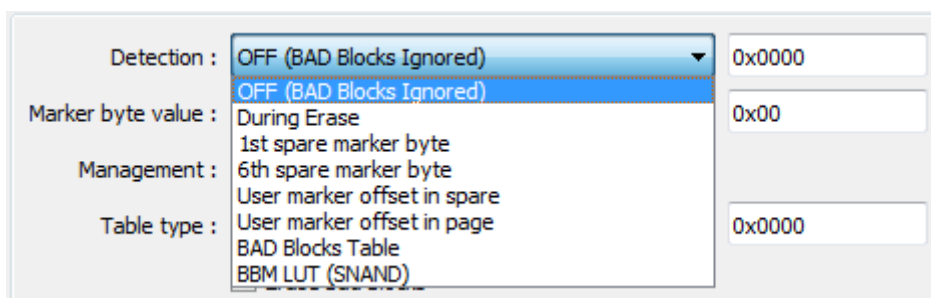 Detection : OFF (BAD Blocks Ignored) 0x0000
OFF (BAD Blocks Ignored)
Marker byte value : During Erase 0x00
1st spare marker byte
Management : 6th spare marker byte
User marker offset in spare
Table type : User marker offset in page 0x0000
BAD Blocks Table
BBM LUT (SNAND)